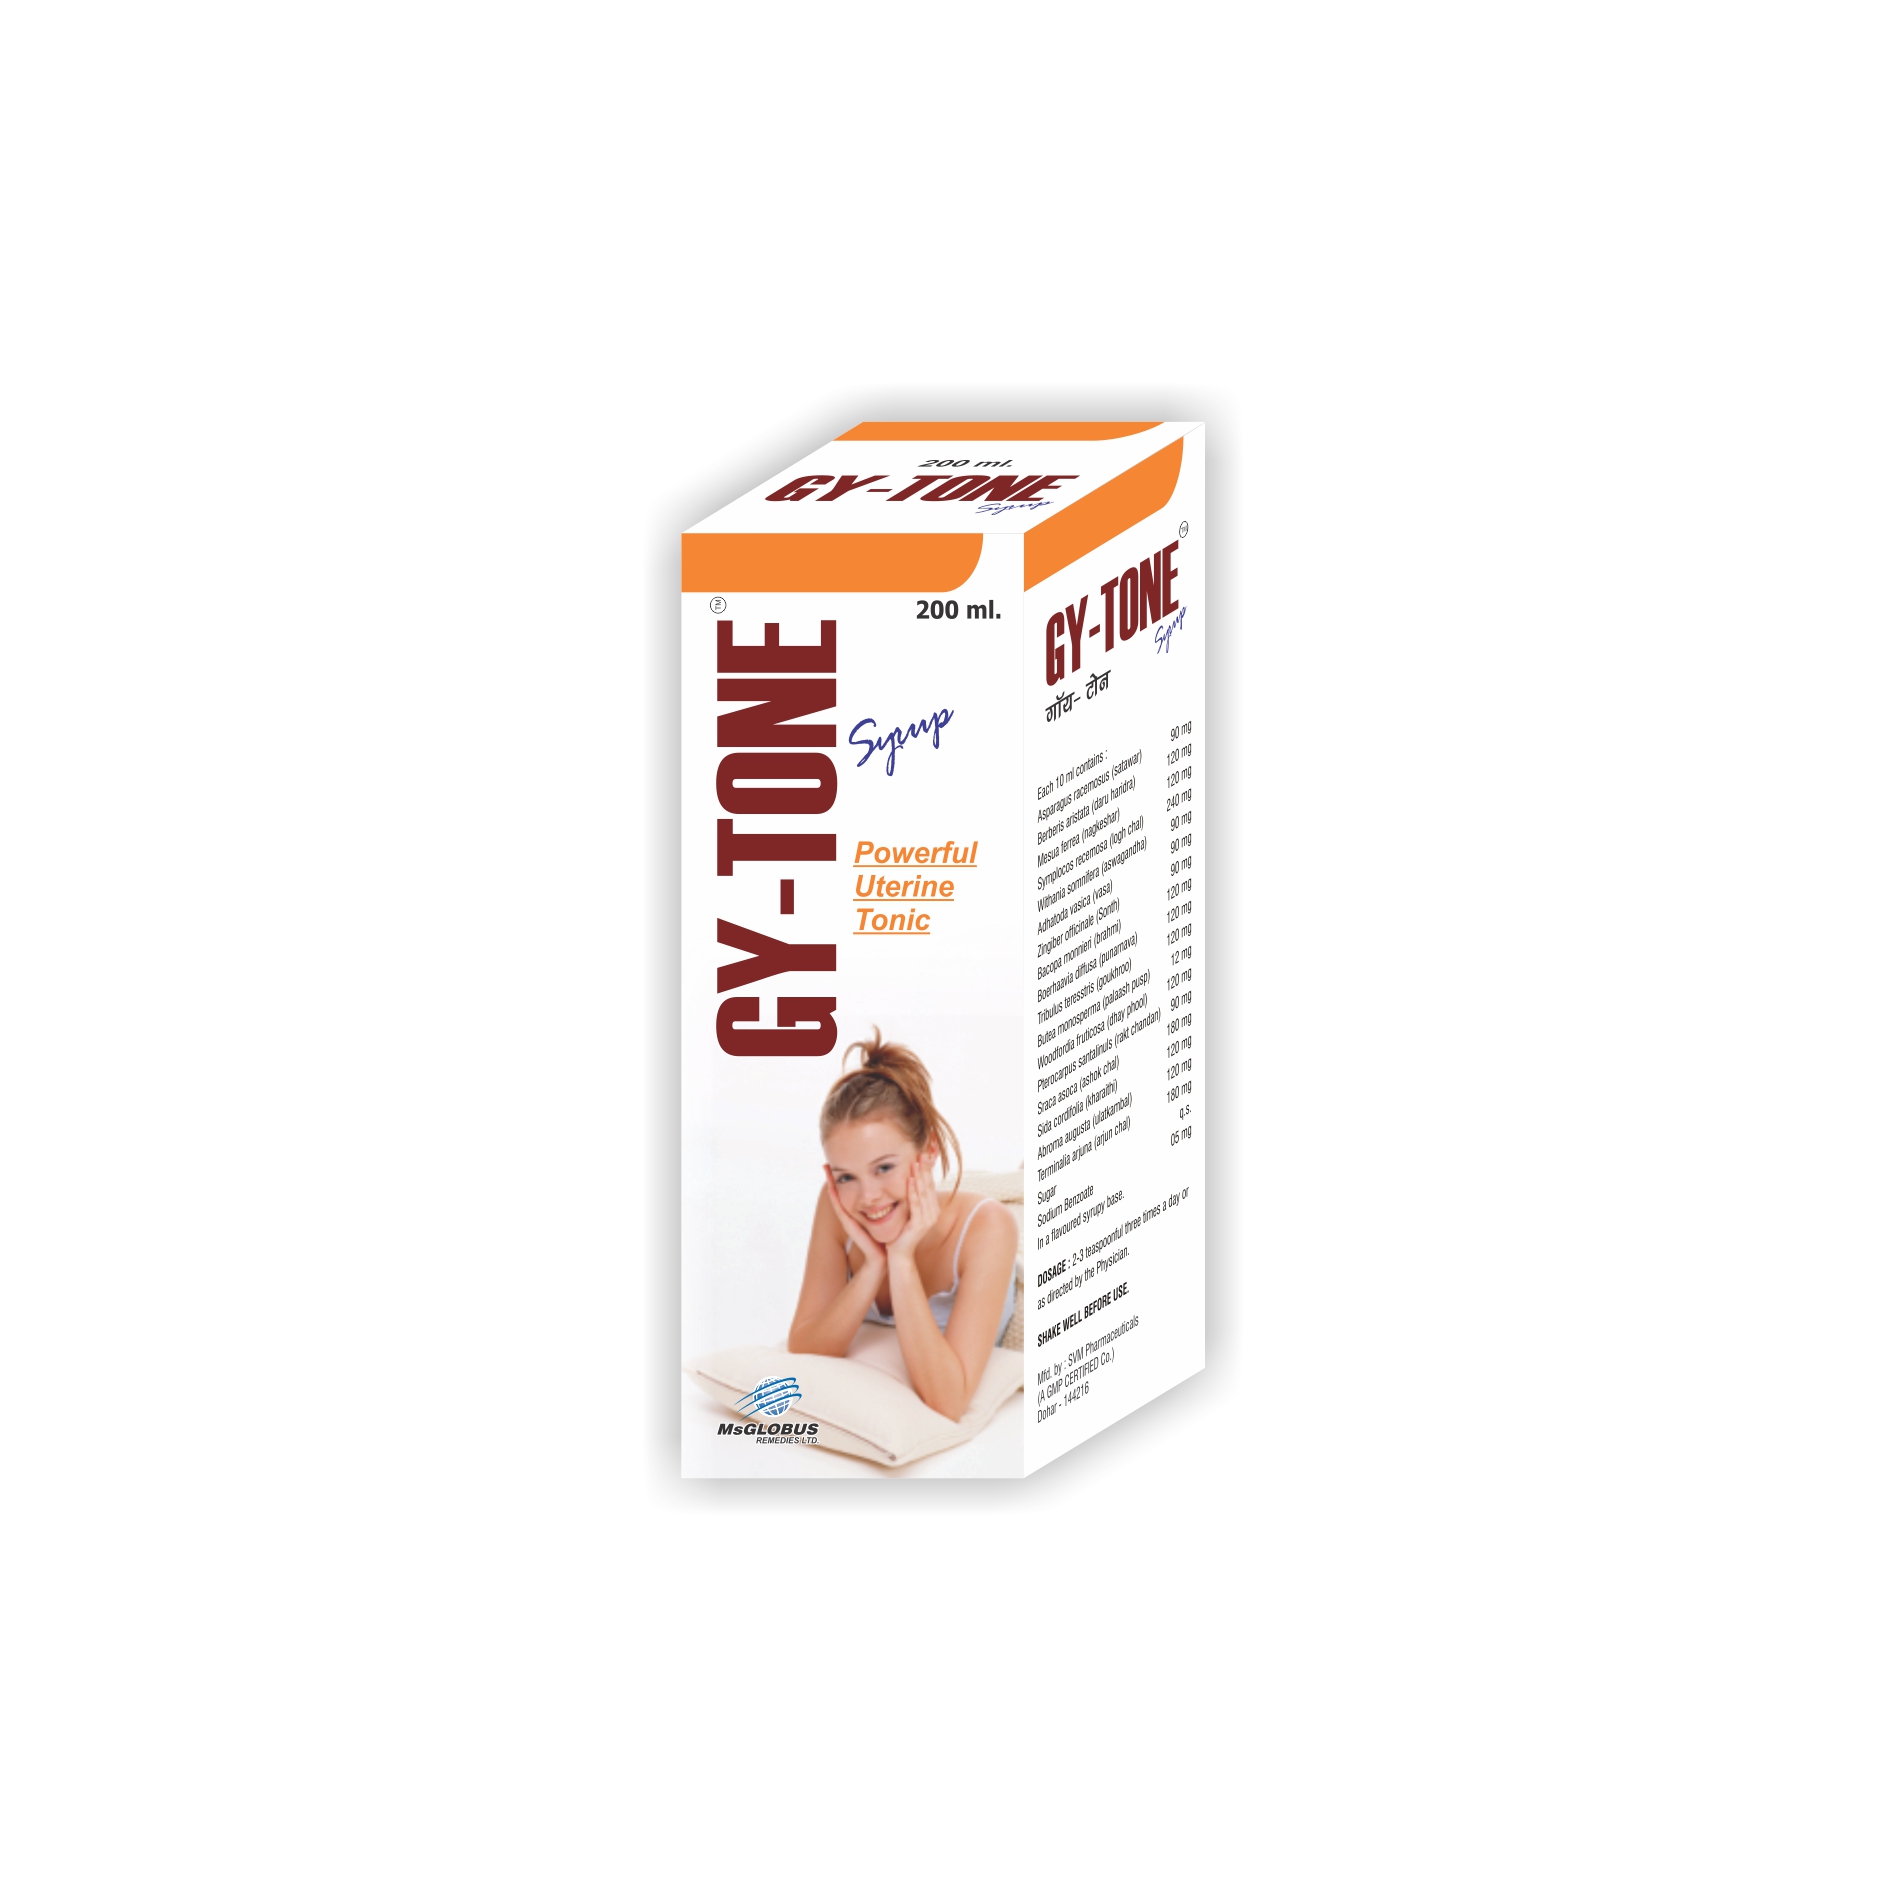 200 ml.
GY-TONE
Syrup
TM
200 ml.
GY-TONE
Syrup
Powerful
Uterine
Tonic
MsGLOBUS
REMEDIES LTD.
TM
GY-TONE
Syrup
गॉय- टोन
Each 10 ml contains :
Asparagus racemosus (satawar) 90 mg
Berberis aristata (daru haridra) 120 mg
Mesua ferrea (nagkeshar) 120 mg
Symplocos recemosa (logh chal) 240 mg
Withania somnifera (aswagandha) 90 mg
Adhatoda vasica (vasa) 90 mg
Zingiber officinale (Sonth) 90 mg
Bacopa monnieri (brahmi) 120 mg
Boerhaavia diffusa (punarnava) 120 mg
Tribulus teresstris (goukhroo) 120 mg
Butea monosperma (palaash pusp) 12 mg
Woodfordia fruticosa (dhay phool) 120 mg
Pterocarpus santalinuls (rakt chandan) 90 mg
Sraca asoca (ashok chal) 180 mg
Sida cordifolia (kharaithi) 120 mg
Abroma augusta (ulatkambal) 120 mg
Terminalia arjuna (arjun chal) 180 mg
Sugar q.s.
Sodium Benzoate 05 mg
In a flavoured syrupy base.
DOSAGE : 2-3 teaspoonful three times a day or
as directed by the Physician.
SHAKE WELL BEFORE USE.
Mfd. by : SVM Pharmaceuticals
(A GMP CERTIFIED Co.)
Dohar - 144216